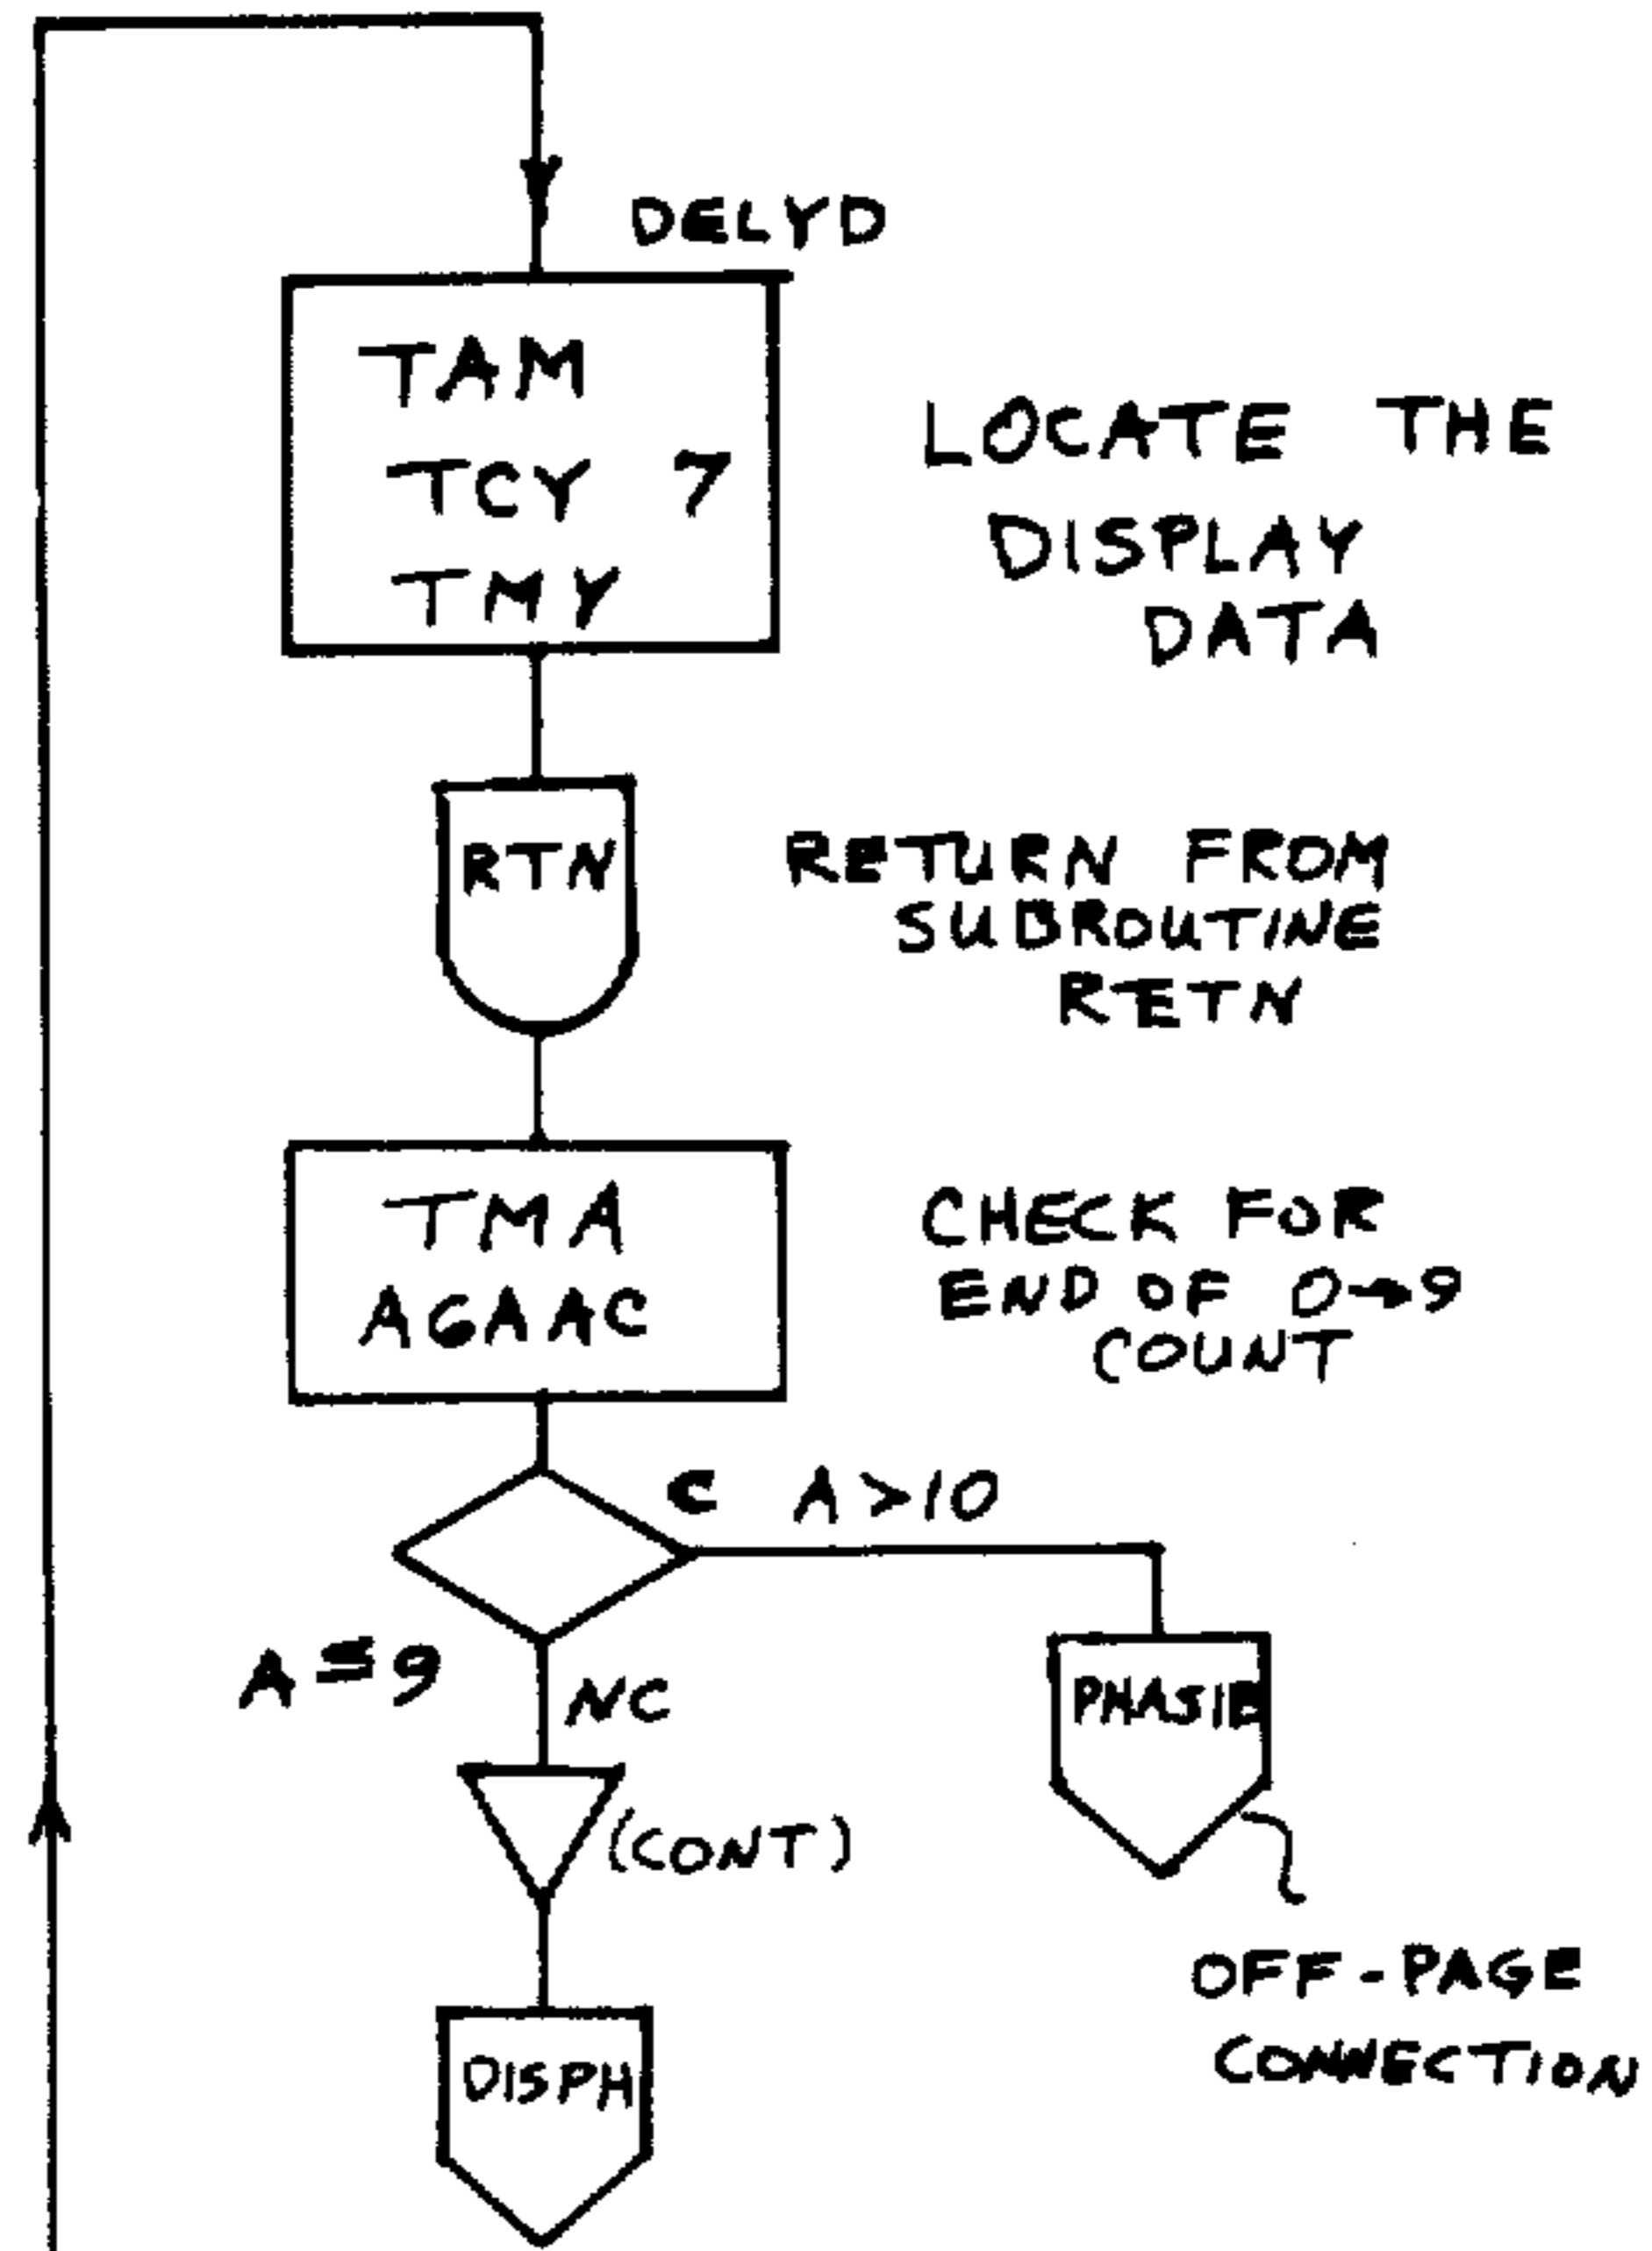 DELYD
TAM
TCY 7
TMY
LOCATE THE
DISPLAY
DATA
RTN
RETURN FROM
SUBROUTINE
RETN
TMA
AGAAC
CHECK FOR
END OF 0→9
COUNT
C A>10
A≤9
NC
PHAS1B
(CONT)
OFF-PAGE
CONNECTION
DISPH